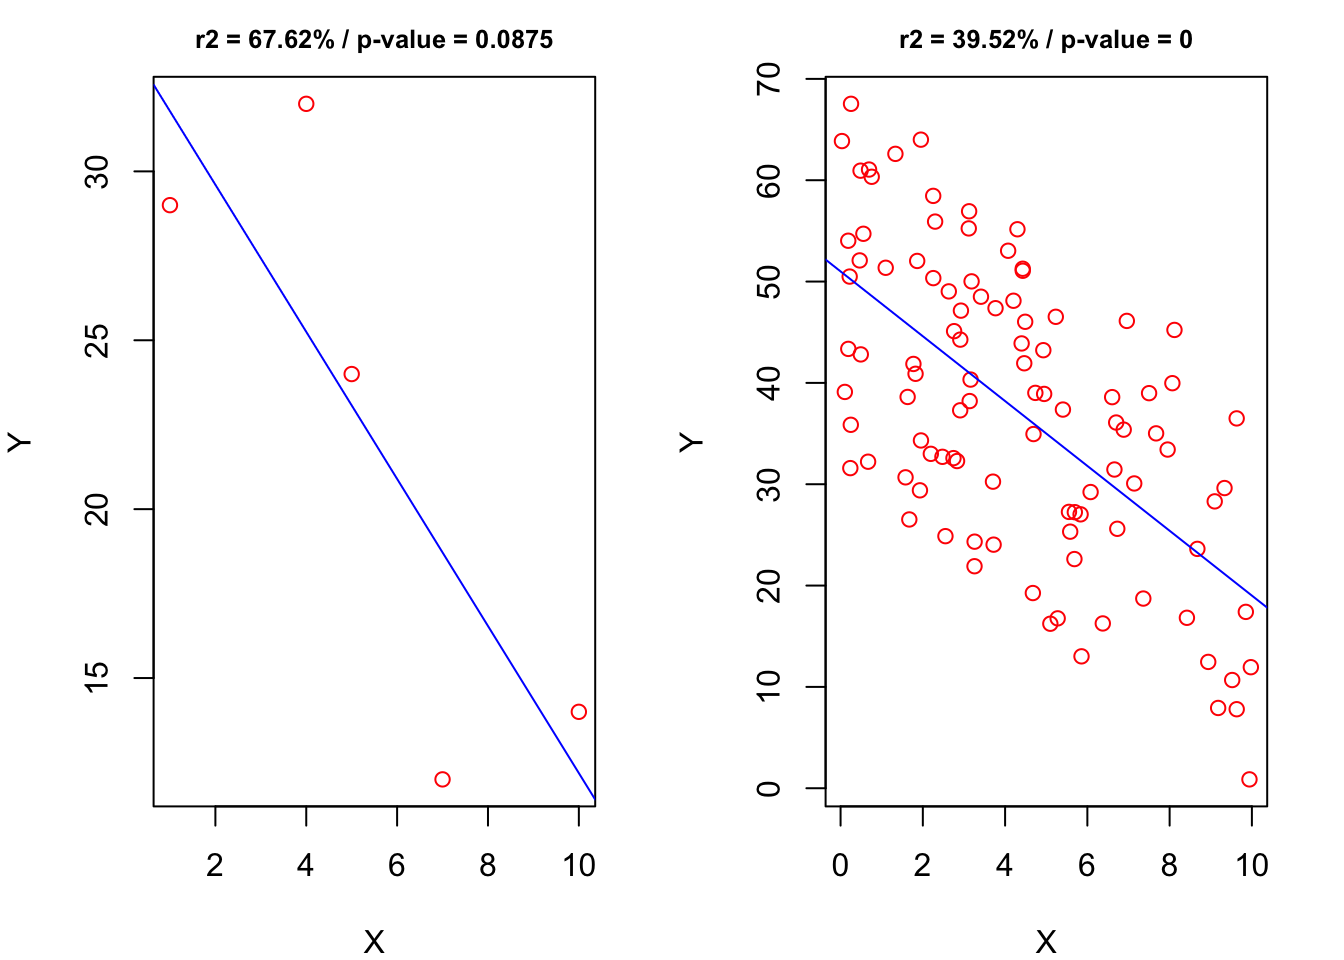 r2 = 67.62% / p-value = 0.0875
30
25
20
15
Y
2 4 6 8 10
X
r2 = 39.52% / p-value = 0
70
60
50
40
30
20
10
0
Y
0 2 4 6 8 10
X